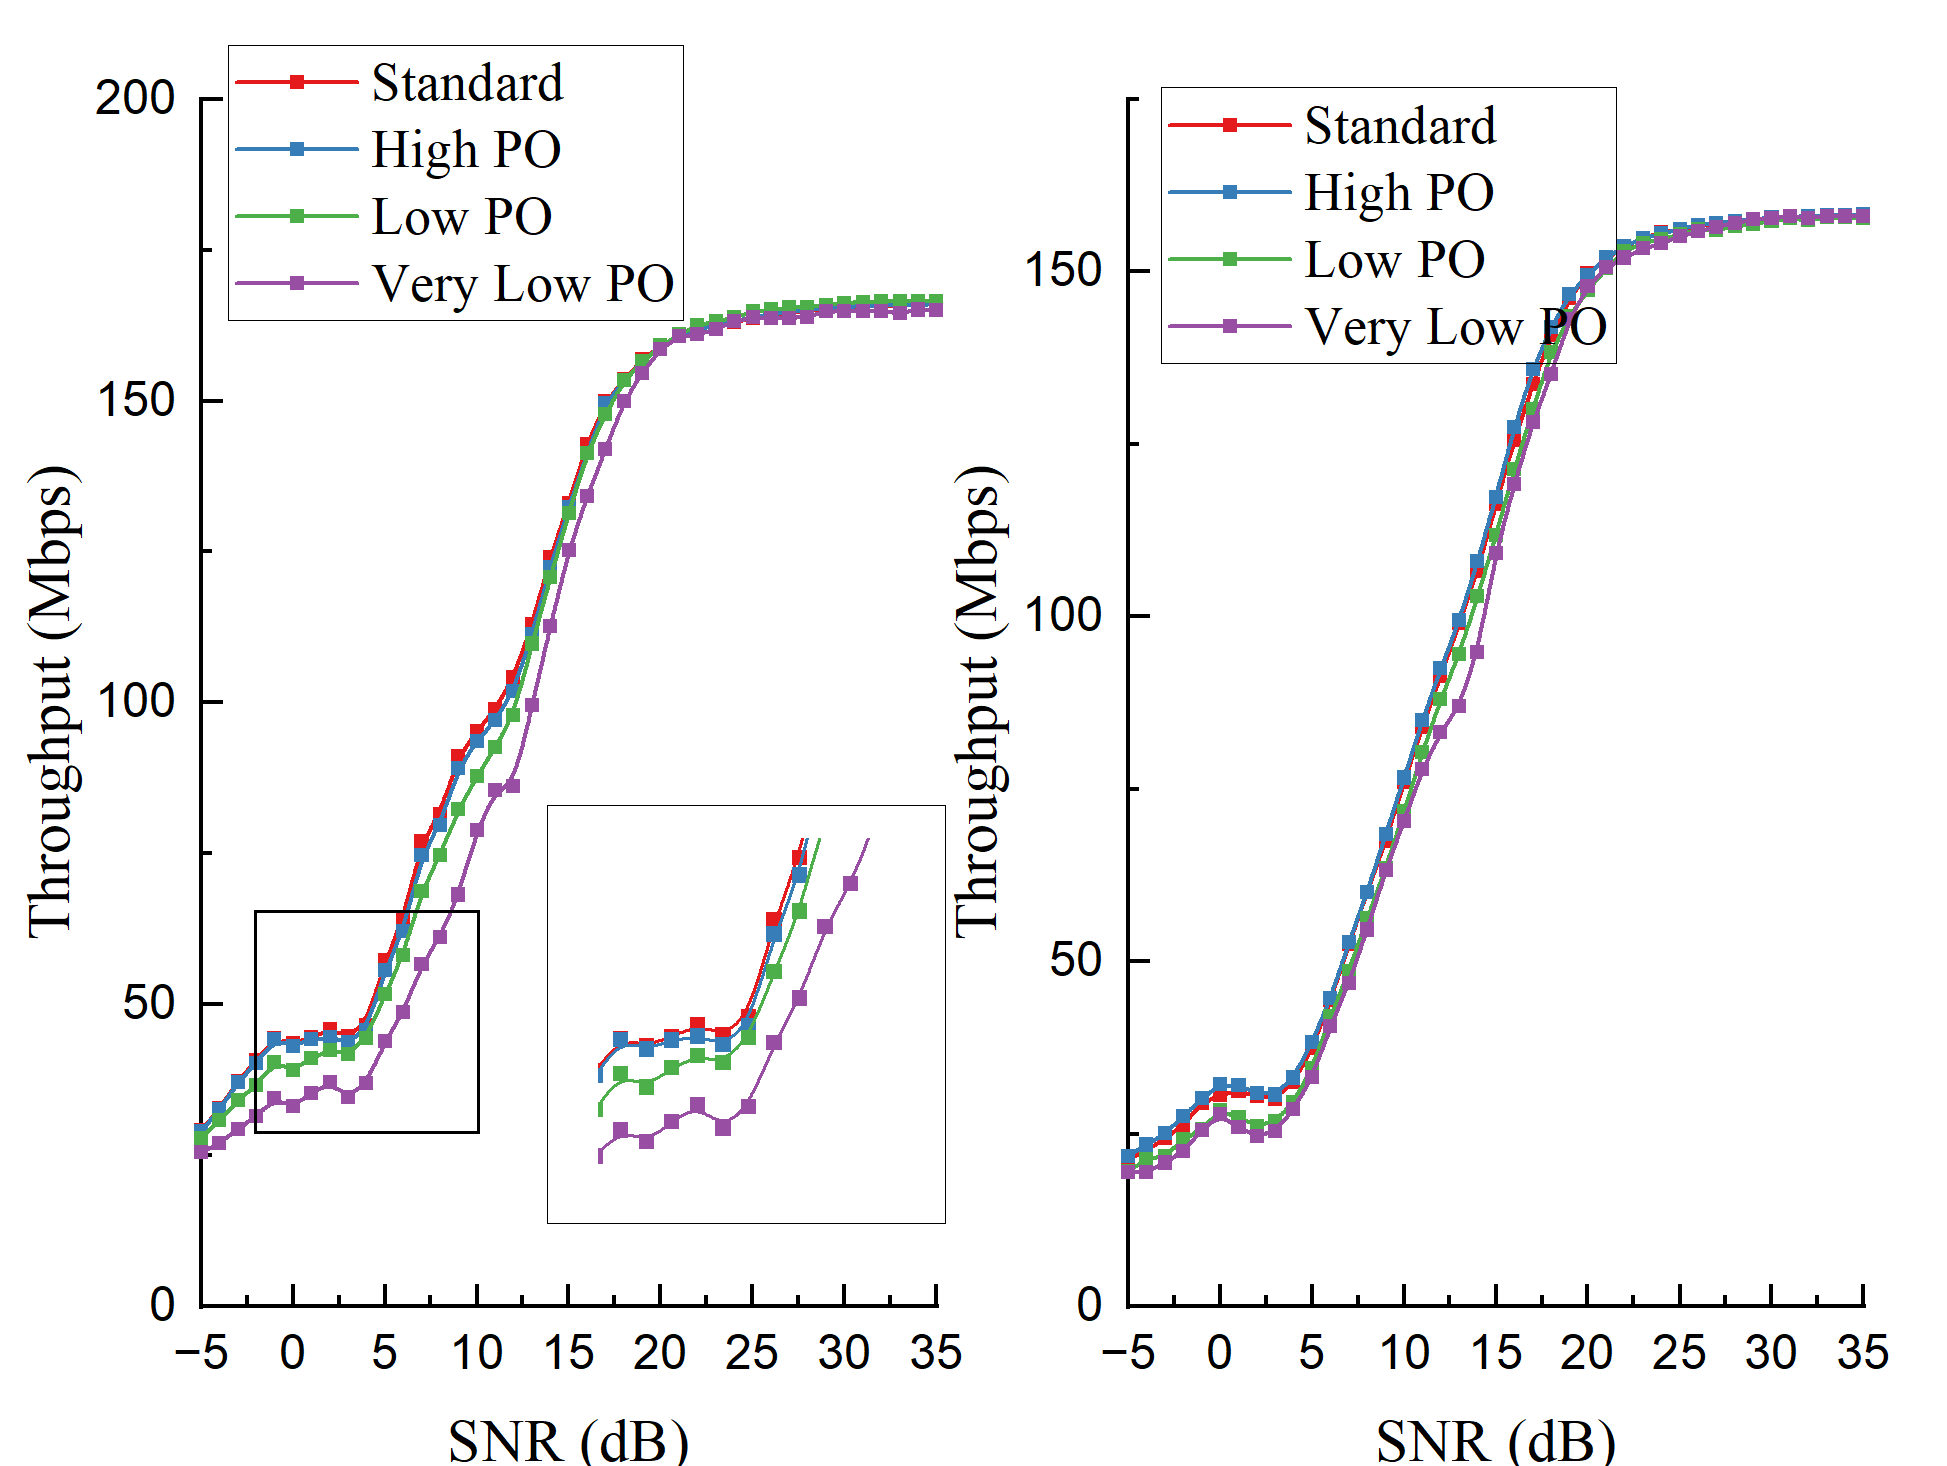 Standard
High PO
Low PO
Very Low PO
200
150
100
50
0
−5 0 5 10 15 20 25 30 35
Throughput (Mbps)
SNR (dB)
Standard
High PO
Low PO
Very Low PO
150
100
50
0
−5 0 5 10 15 20 25 30 35
Throughput (Mbps)
SNR (dB)